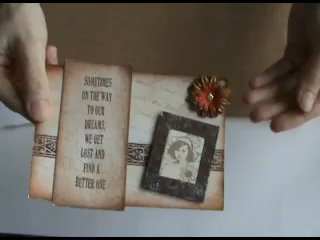 SOMETIMES
ON THE WAY
TO OUR
DREAMS,
WE GET
LOST AND
FIND A
BETTER ONE